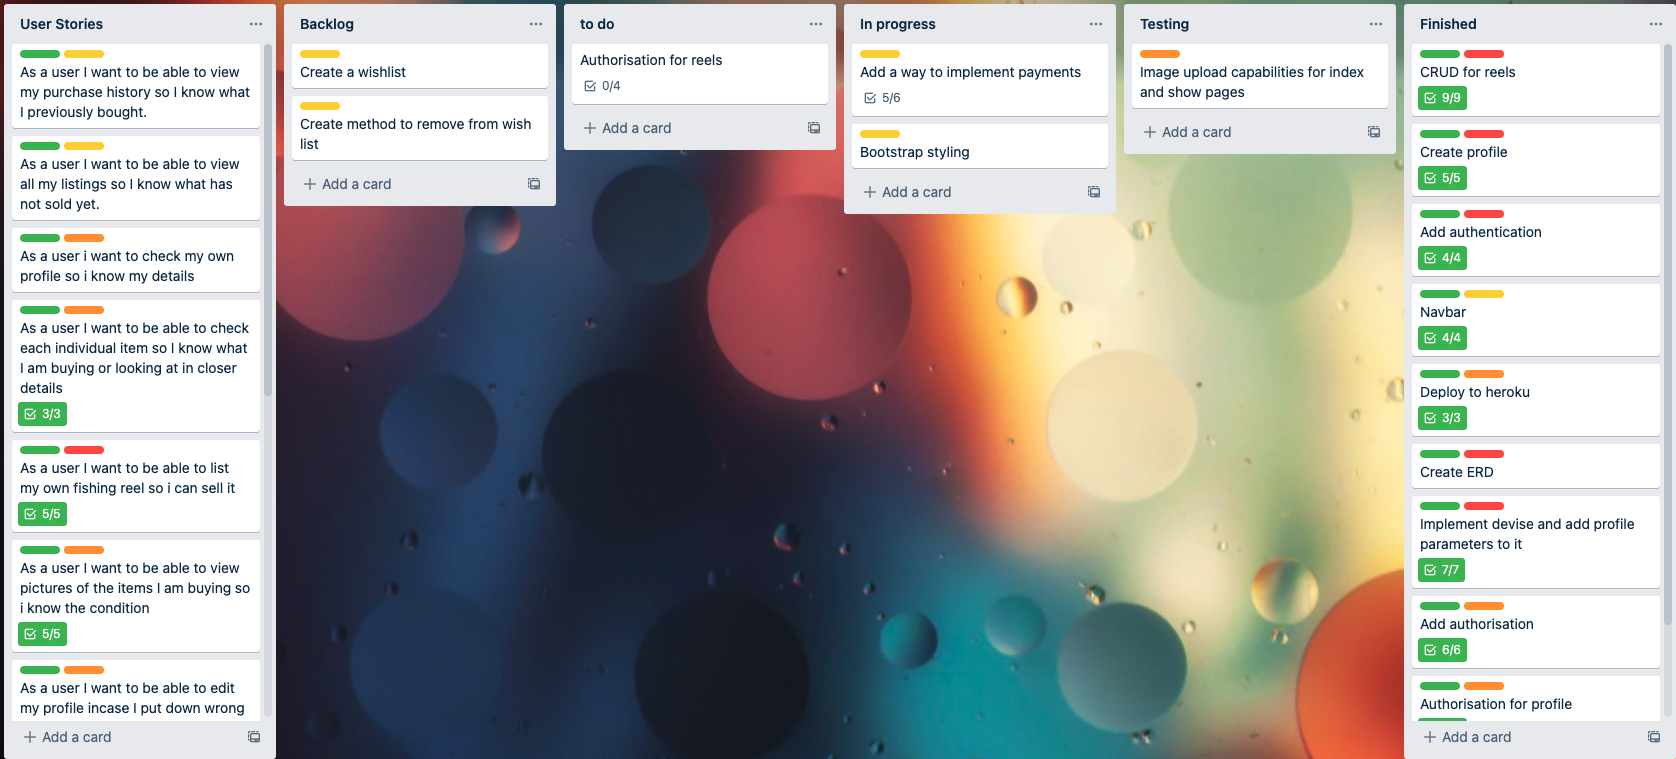 User Stories
As a user I want to be able to view
my purchase history so I know what
I previously bought.
As a user I want to be able to view
all my listings so I know what has
not sold yet.
As a user i want to check my own
profile so i know my details
As a user I want to be able to check
each individual item so I know what
I am buying or looking at in closer
details
3/3
As a user I want to be able to list
my own fishing reel so i can sell it
5/5
As a user I want to be able to view
pictures of the items I am buying so
i know the condition
5/5
As a user I want to be able to edit
my profile incase I put down wrong
+ Add a card
Backlog
Create a wishlist
Create method to remove from wish
list
+ Add a card
to do
Authorisation for reels
0/4
+ Add a card
In progress
Add a way to implement payments
5/6
Bootstrap styling
+ Add a card
Testing
Image upload capabilities for index
and show pages
+ Add a card
Finished
CRUD for reels
9/9
Create profile
5/5
Add authentication
4/4
Navbar
4/4
Deploy to heroku
3/3
Create ERD
Implement devise and add profile
parameters to it
7/7
Add authorisation
6/6
Authorisation for profile
+ Add a card